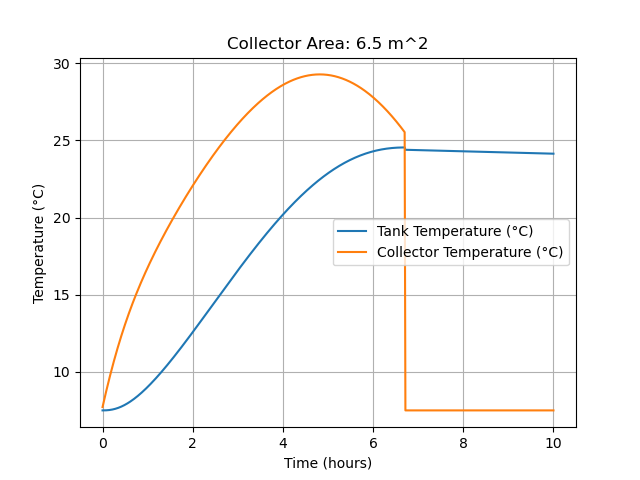 Collector Area: 6.5 m^2
30
25
20
15
10
Temperature (°C)
Tank Temperature (°C)
Collector Temperature (°C)
0
2
4
6
8
10
Time (hours)